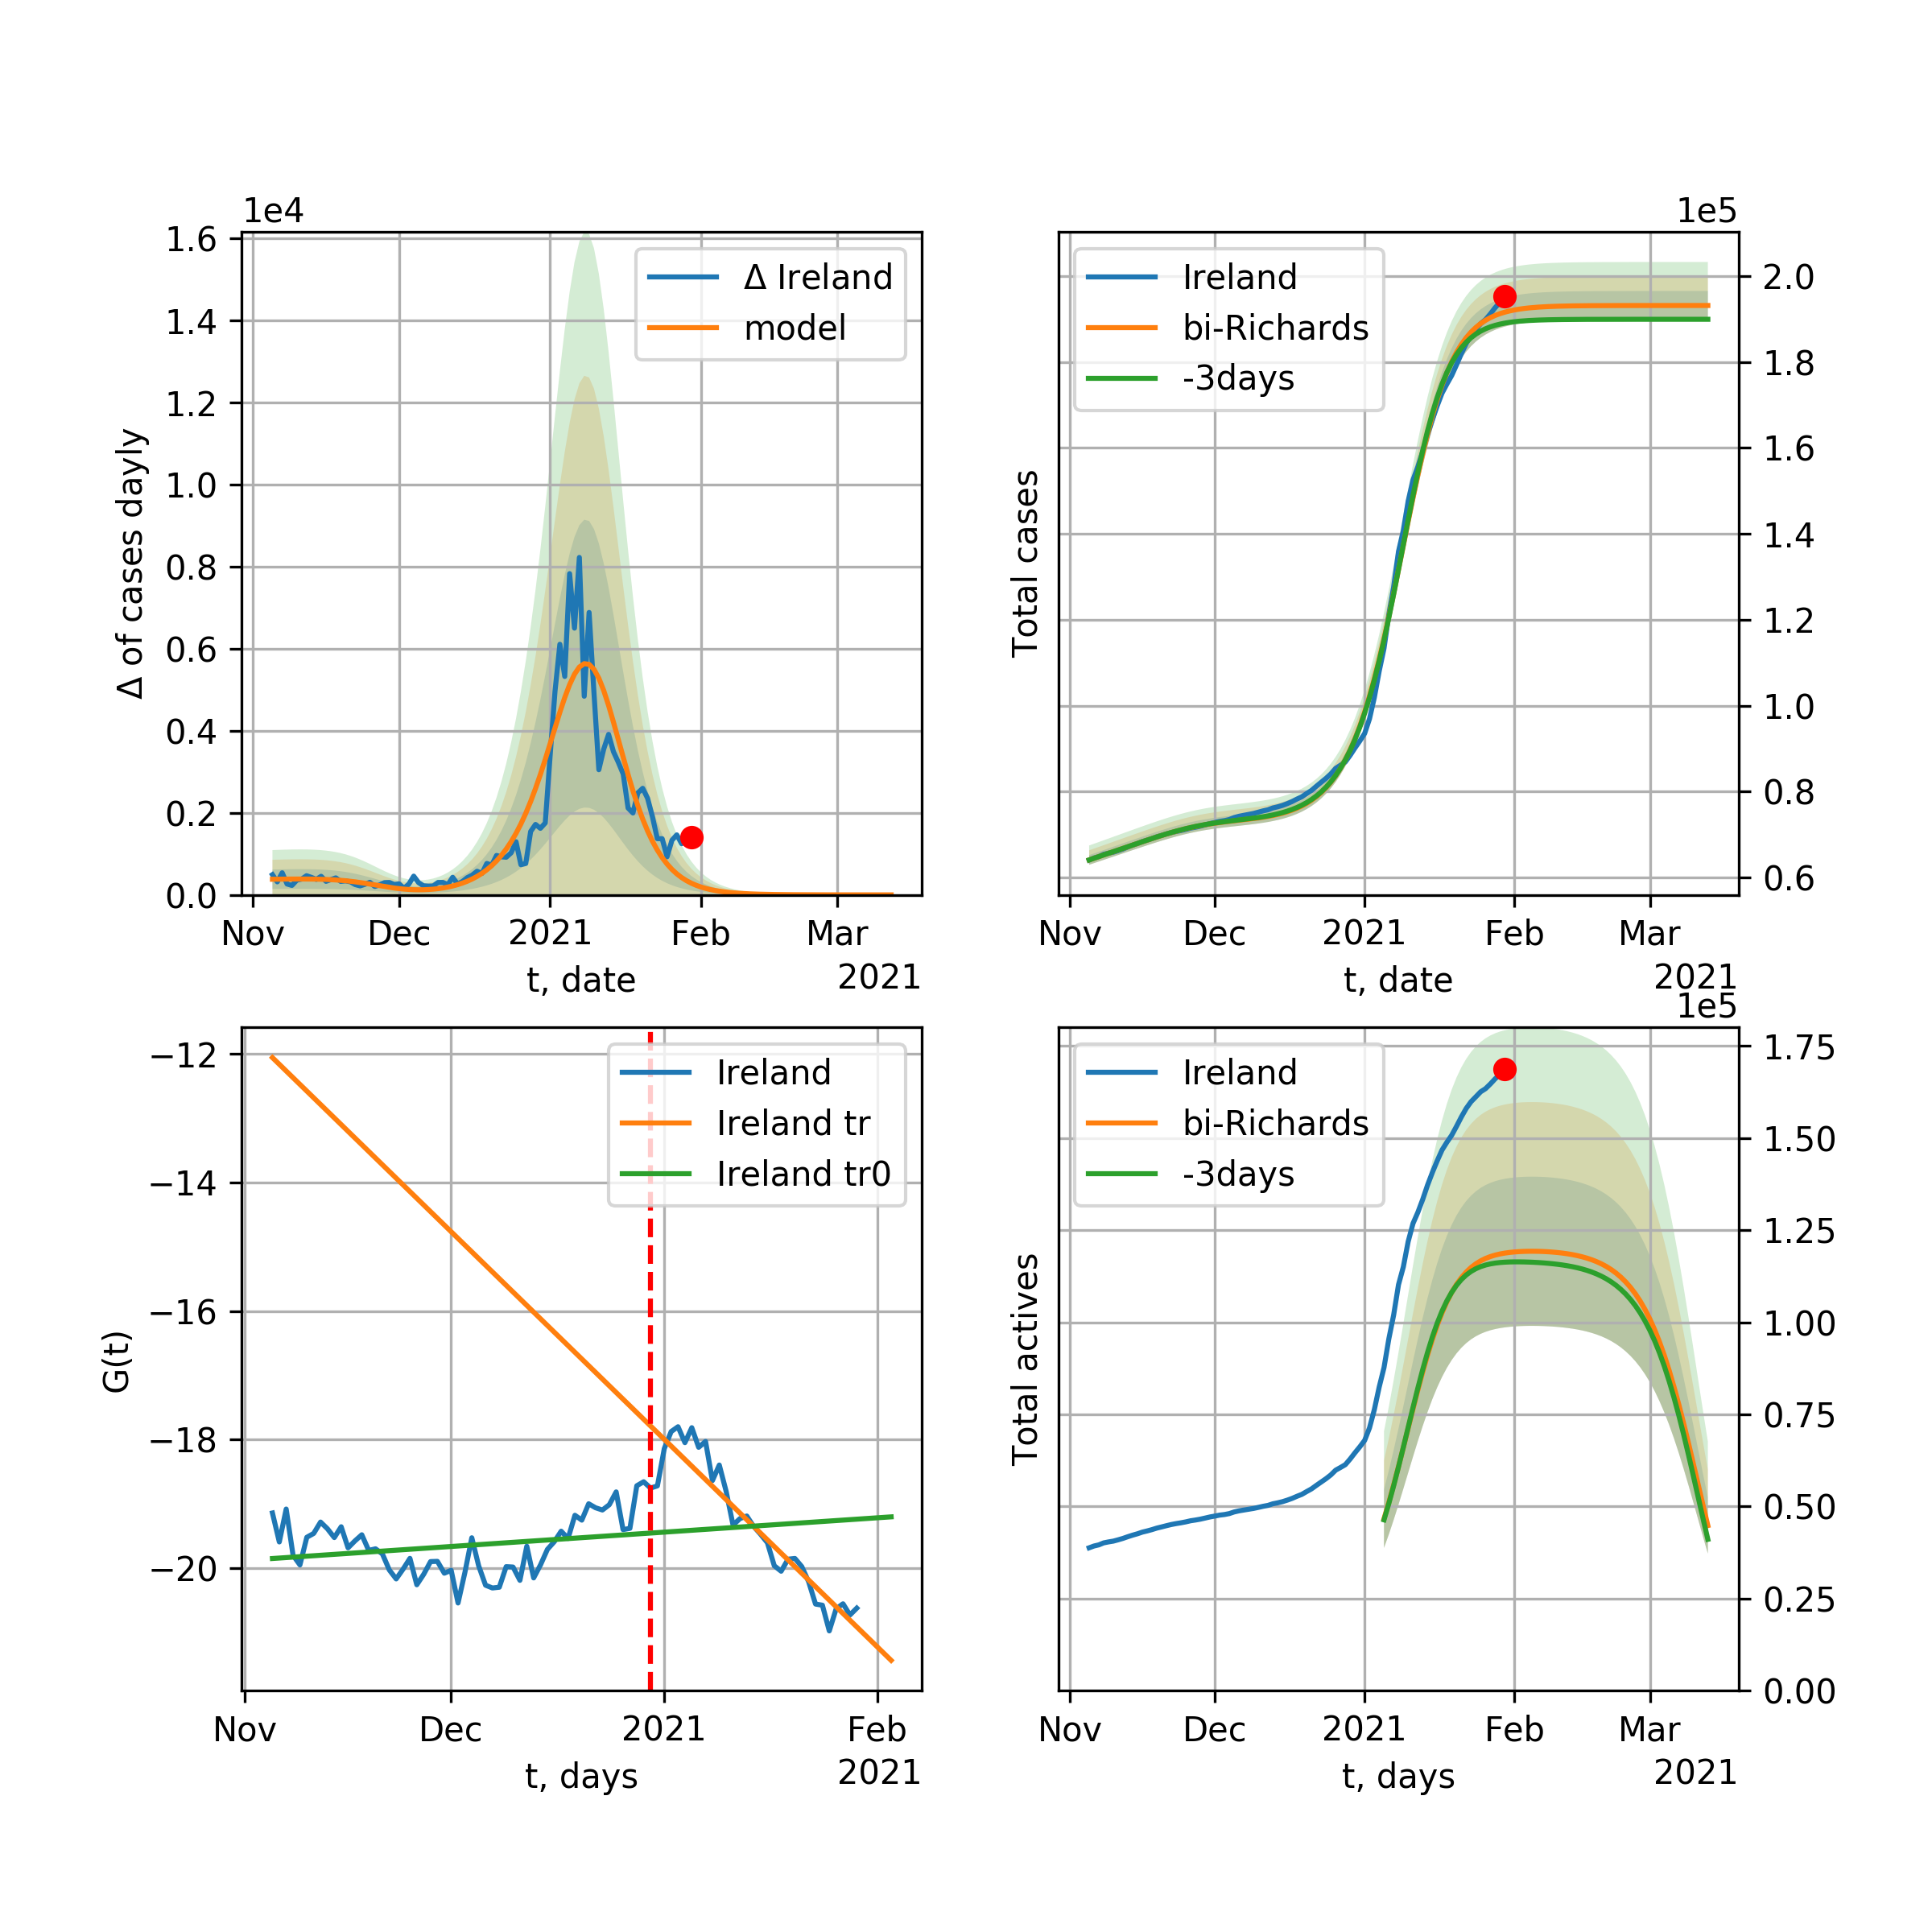 1e4
Δ of cases dayly
1.6
1.4
1.2
1.0
0.8
0.6
0.4
0.2
0.0
Δ Ireland
model
Nov Dec 2021 Feb Mar
t, date
2021
1e5
Total cases
Ireland
bi-Richards
-3days
2.0
1.8
1.6
1.4
1.2
1.0
0.8
0.6
Nov Dec 2021 Feb Mar
t, date
2021
G(t)
−12
−14
−16
−18
−20
Ireland
Ireland tr
Ireland tr0
Nov Dec 2021 Feb
t, days
2021
1e5
Total actives
Ireland
bi-Richards
-3days
1.75
1.50
1.25
1.00
0.75
0.50
0.25
0.00
Nov Dec 2021 Feb Mar
t, days
2021